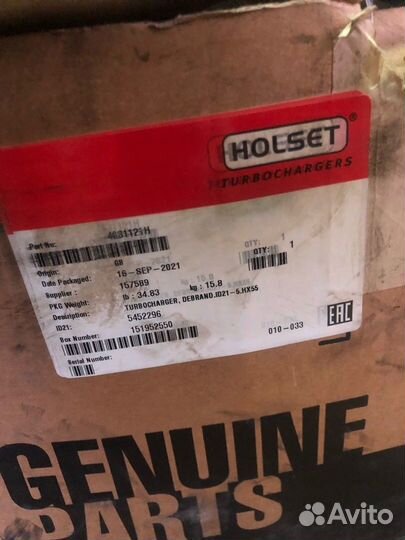 HOLSET®
TURBOCHARGERS
Part No: 4031121H
QTY: 1
Origin: GB
QTY: 1
Date Packaged: 16-SEP-2021
Supplier : 157589
PKG Weight: lb : 34.83 kg : 15.8
Description: TURBOCHARGER, DEBRAND,ID21-5,HX55
ID21: 5452296
Box Number: 151952550
010-033
Serial Number:
EAC
GENUINE
PARTS
Avito